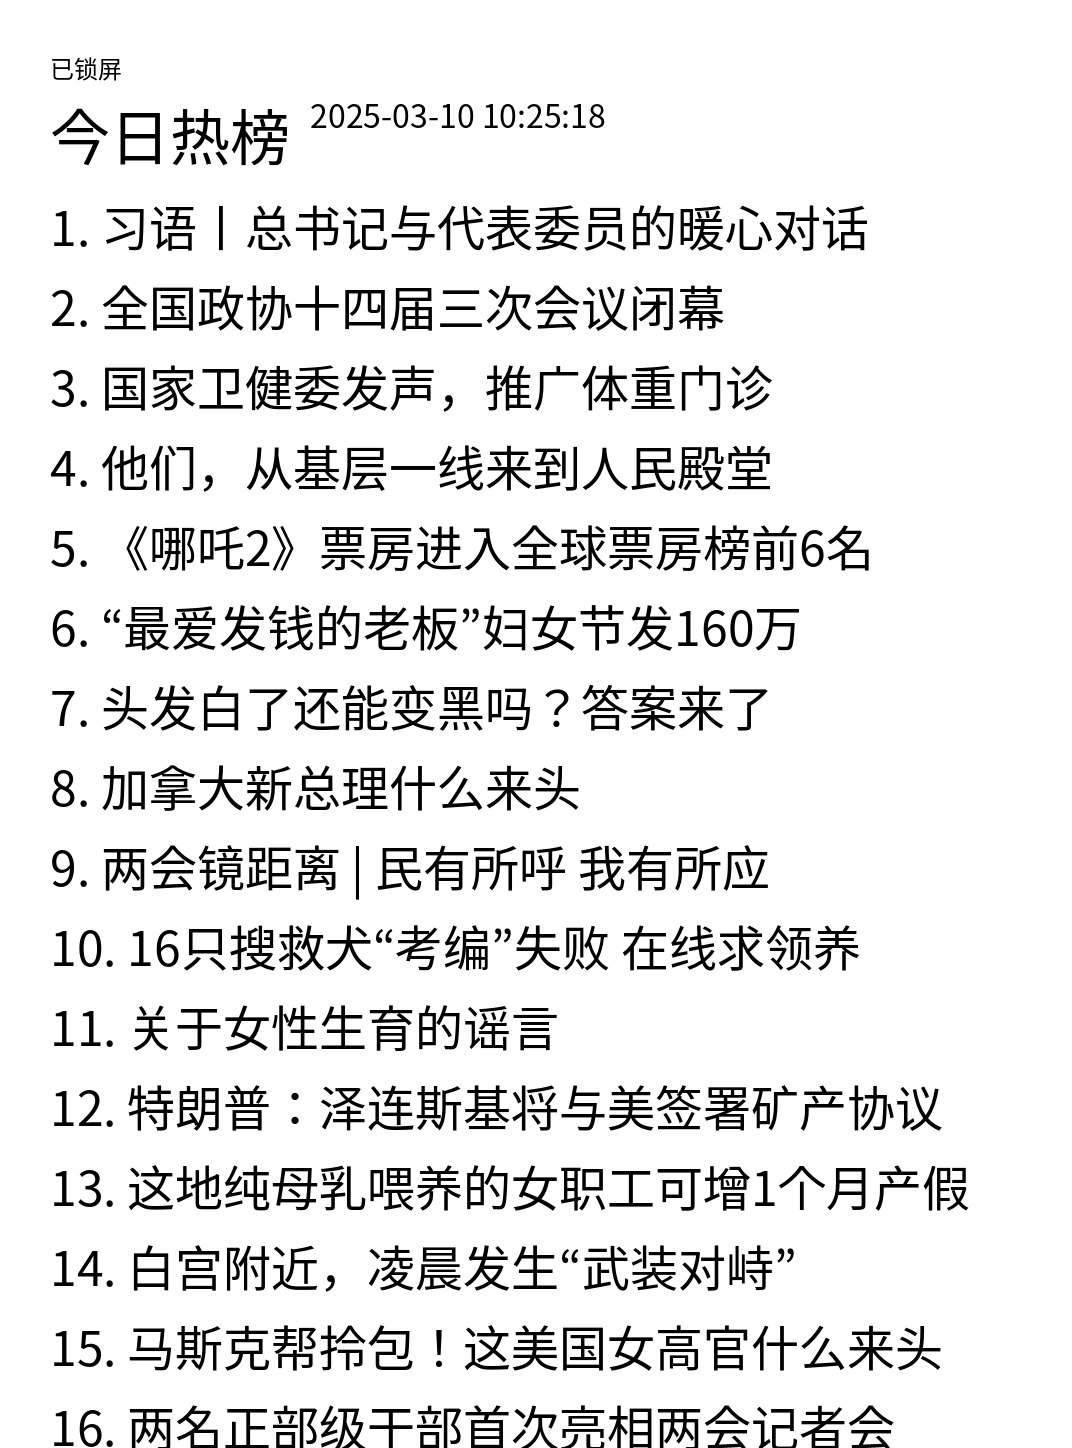 已锁屏
今日热榜 2025-03-10 10:25:18
1. 习语丨总书记与代表委员的暖心对话
2. 全国政协十四届三次会议闭幕
3. 国家卫健委发声，推广体重门诊
4. 他们，从基层一线来到人民殿堂
5. 《哪吒2》票房进入全球票房榜前6名
6. “最爱发钱的老板”妇女节发160万
7. 头发白了还能变黑吗？答案来了
8. 加拿大新总理什么来头
9. 两会镜距离 | 民有所呼 我有所应
10. 16只搜救犬“考编”失败 在线求领养
11. 关于女性生育的谣言
12. 特朗普：泽连斯基将与美签署矿产协议
13. 这地纯母乳喂养的女职工可增1个月产假
14. 白宫附近，凌晨发生“武装对峙”
15. 马斯克帮拎包！这美国女高官什么来头
16. 两名正部级干部首次亮相两会记者会